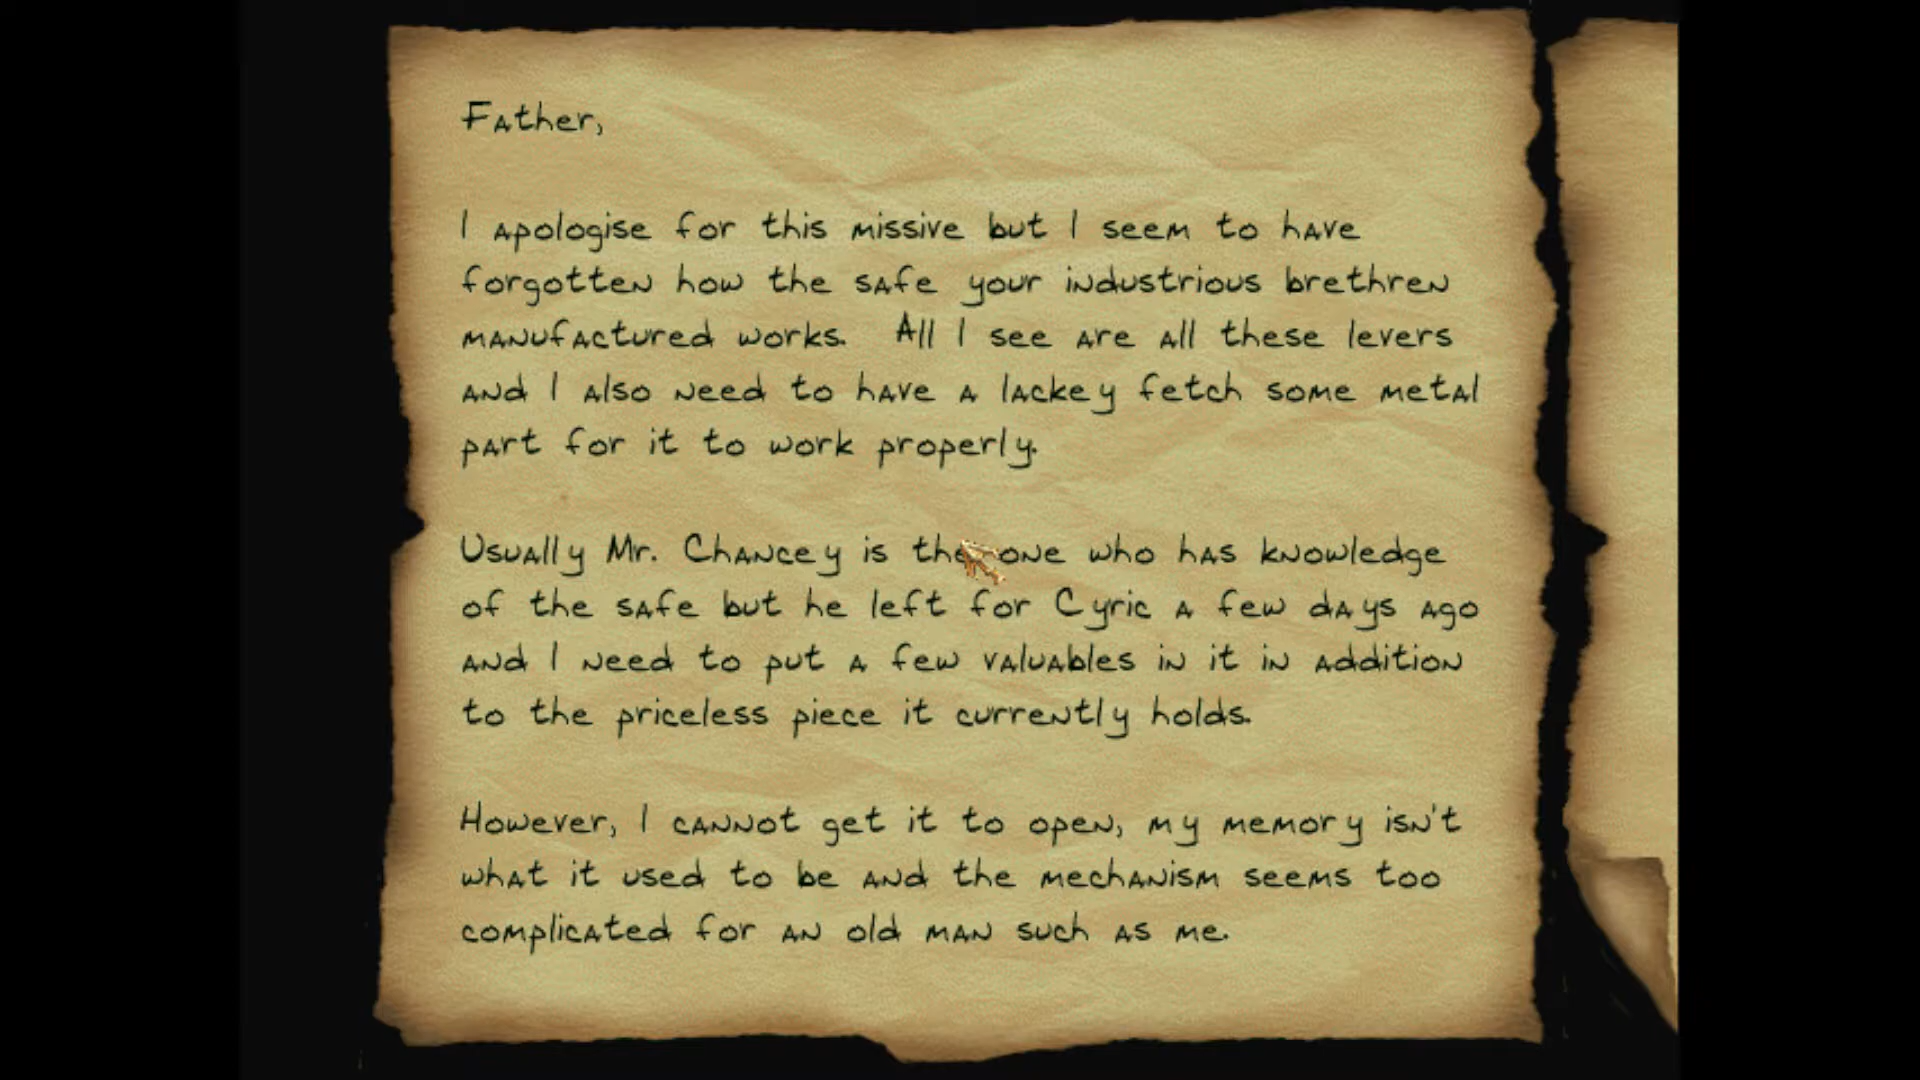 Father,
I apologise for this missive but I seem to have
forgotten how the safe your industrious brethren
manufactured works. All I see are all these levers
and I also need to have a lackey fetch some metal
part for it to work properly.
Usually Mr. Chancey is the one who has knowledge
of the safe but he left for Cyric a few days ago
and I need to put a few valuables in it in addition
to the priceless piece it currently holds.
However, I cannot get it to open, my memory isn't
what it used to be and the mechanism seems too
complicated for an old man such as me.